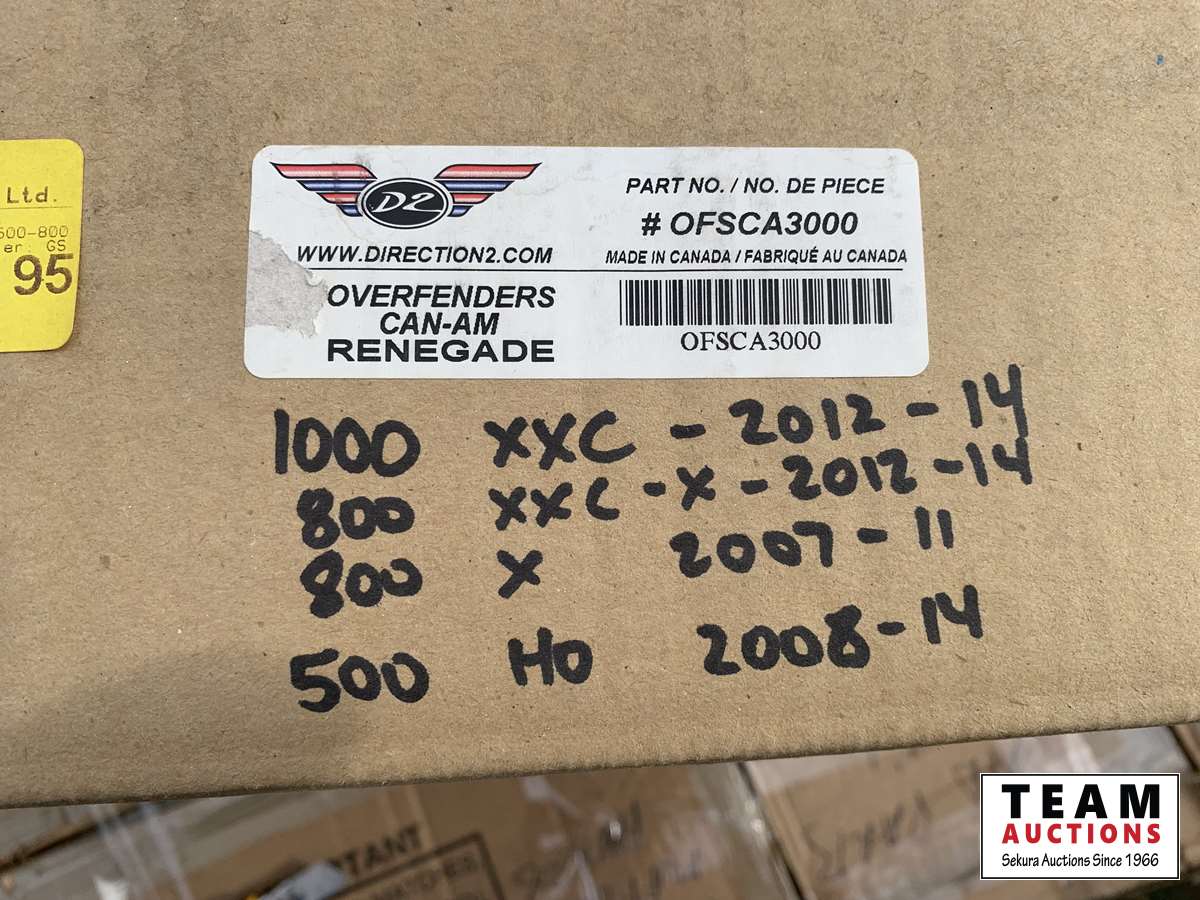 Ltd.
500-800
er: GS
95
D2
WWW.DIRECTION2.COM
OVERFENDERS
CAN-AM
RENEGADE
PART NO. / NO. DE PIECE
# OFSCA3000
MADE IN CANADA / FABRIQUÉ AU CANADA
OFSCA3000
1000 XXC - 2012 - 14
800 XXC - X - 2012 - 14
800 X 2007 - 11
500 HO 2008 - 14
TEAM
AUCTIONS
Sekura Auctions Since 1966